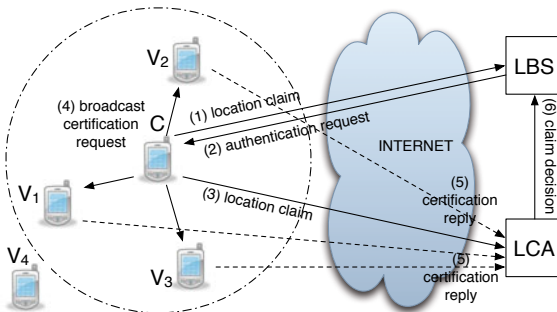 V2
(4) broadcast
certification
request)
C
(1) location claim
(2) authentication request
LBS
INTERNET
(6) claim decision
V1
(3) location claim
(5)
certification
reply
LCA
V4
V3
(5)
certification
reply